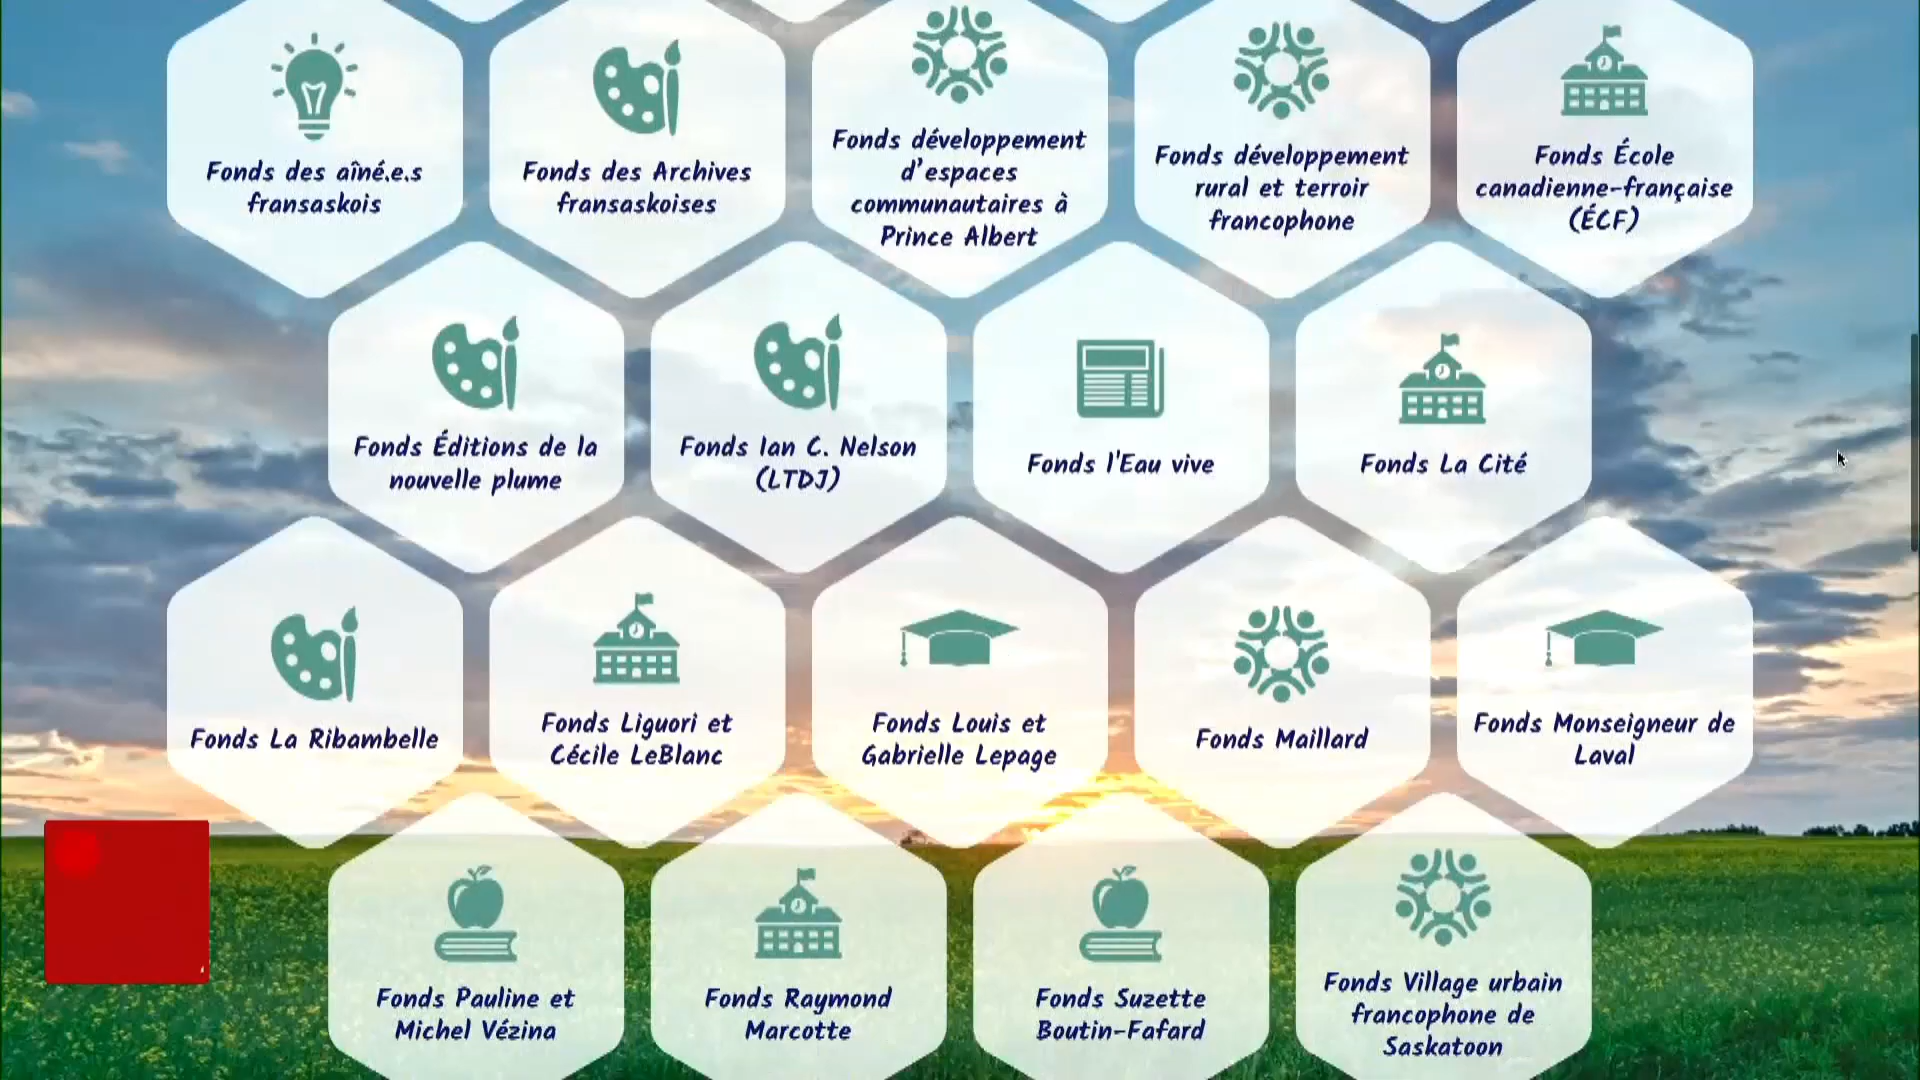 Fonds des aîné.e.s
fransaskois
Fonds des Archives
fransaskoises
Fonds développement
d'espaces
communautaires à
Prince Albert
Fonds développement
rural et terroir
francophone
Fonds École
canadienne-française
(ÉCF)
Fonds Éditions de la
nouvelle plume
Fonds Ian C. Nelson
(LTDJ)
Fonds l'Eau vive
Fonds La Cité
Fonds La Ribambelle
Fonds Liguori et
Cécile LeBlanc
Fonds Louis et
Gabrielle Lepage
Fonds Maillard
Fonds Monseigneur de
Laval
Fonds Pauline et
Michel Vézina
Fonds Raymond
Marcotte
Fonds Suzette
Boutin-Fafard
Fonds Village urbain
francophone de
Saskatoon